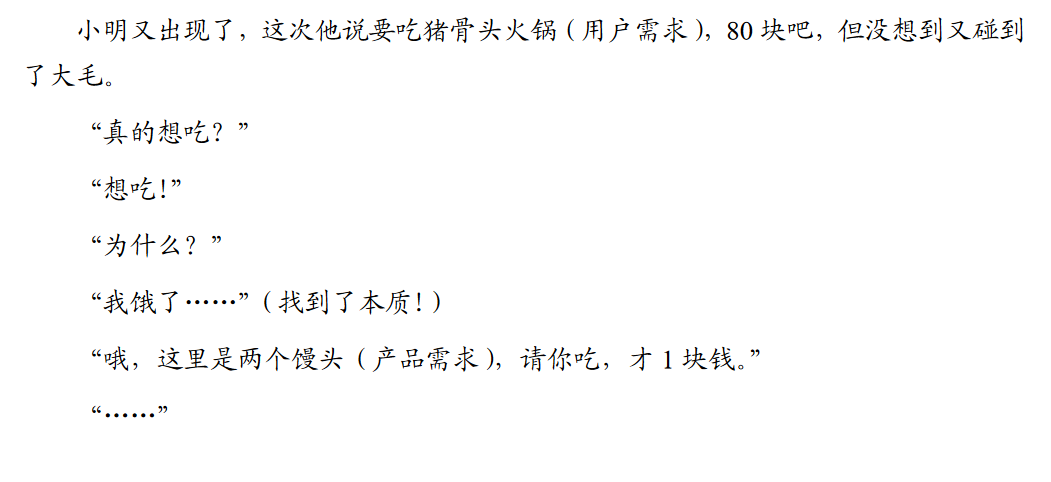 小明又出现了，这次他说要吃猪骨头火锅（用户需求），80 块吧，但没想到又碰到
了大毛。
“真的想吃？”
“想吃！”
“为什么？”
“我饿了……”（找到了本质！）
“哦，这里是两个馒头（产品需求），请你吃，才 1 块钱。”
“……”